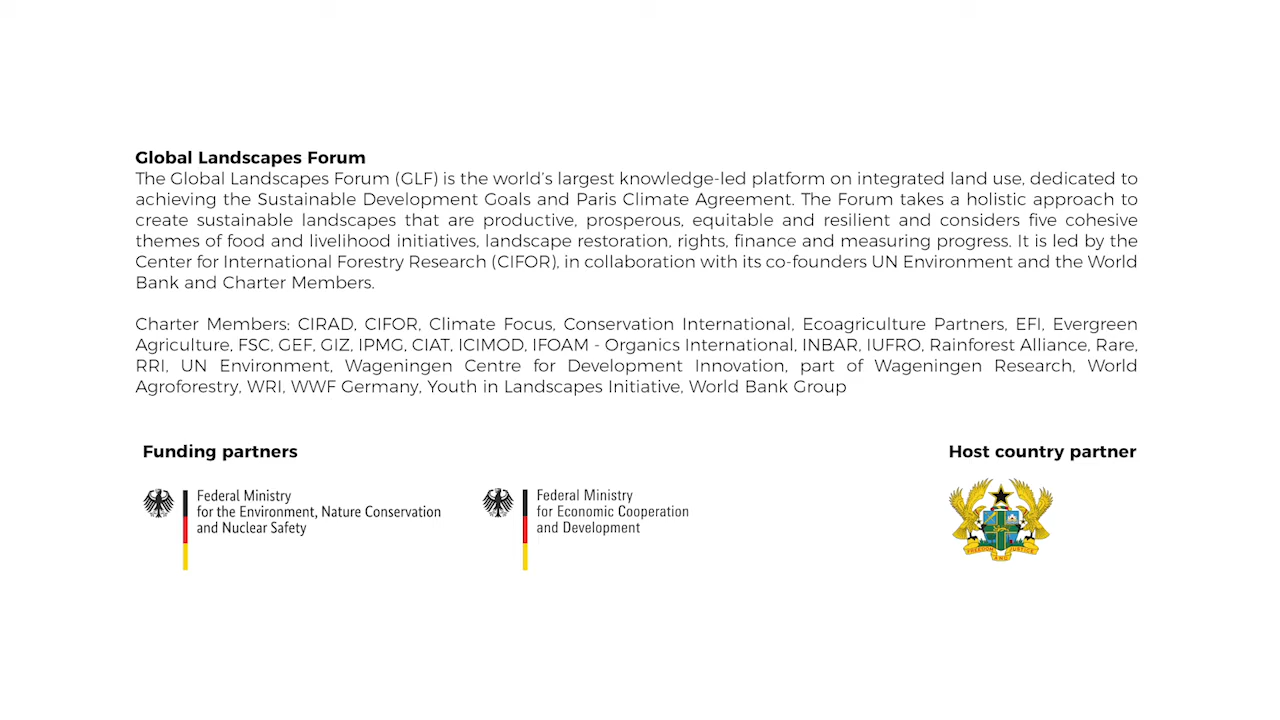 Global Landscapes Forum
The Global Landscapes Forum (GLF) is the world’s largest knowledge-led platform on integrated land use, dedicated to
achieving the Sustainable Development Goals and Paris Climate Agreement. The Forum takes a holistic approach to
create sustainable landscapes that are productive, prosperous, equitable and resilient and considers five cohesive
themes of food and livelihood initiatives, landscape restoration, rights, finance and measuring progress. It is led by the
Center for International Forestry Research (CIFOR), in collaboration with its co-founders UN Environment and the World
Bank and Charter Members.
Charter Members: CIRAD, CIFOR, Climate Focus, Conservation International, Ecoagriculture Partners, EFI, Evergreen
Agriculture, FSC, GEF, GIZ, IPMG, CIAT, ICIMOD, IFOAM - Organics International, INBAR, IUFRO, Rainforest Alliance, Rare,
RRI, UN Environment, Wageningen Centre for Development Innovation, part of Wageningen Research, World
Agroforestry, WRI, WWF Germany, Youth in Landscapes Initiative, World Bank Group
Funding partners
Federal Ministry
for the Environment, Nature Conservation
and Nuclear Safety
Federal Ministry
for Economic Cooperation
and Development
Host country partner
FREEDOM AND JUSTICE